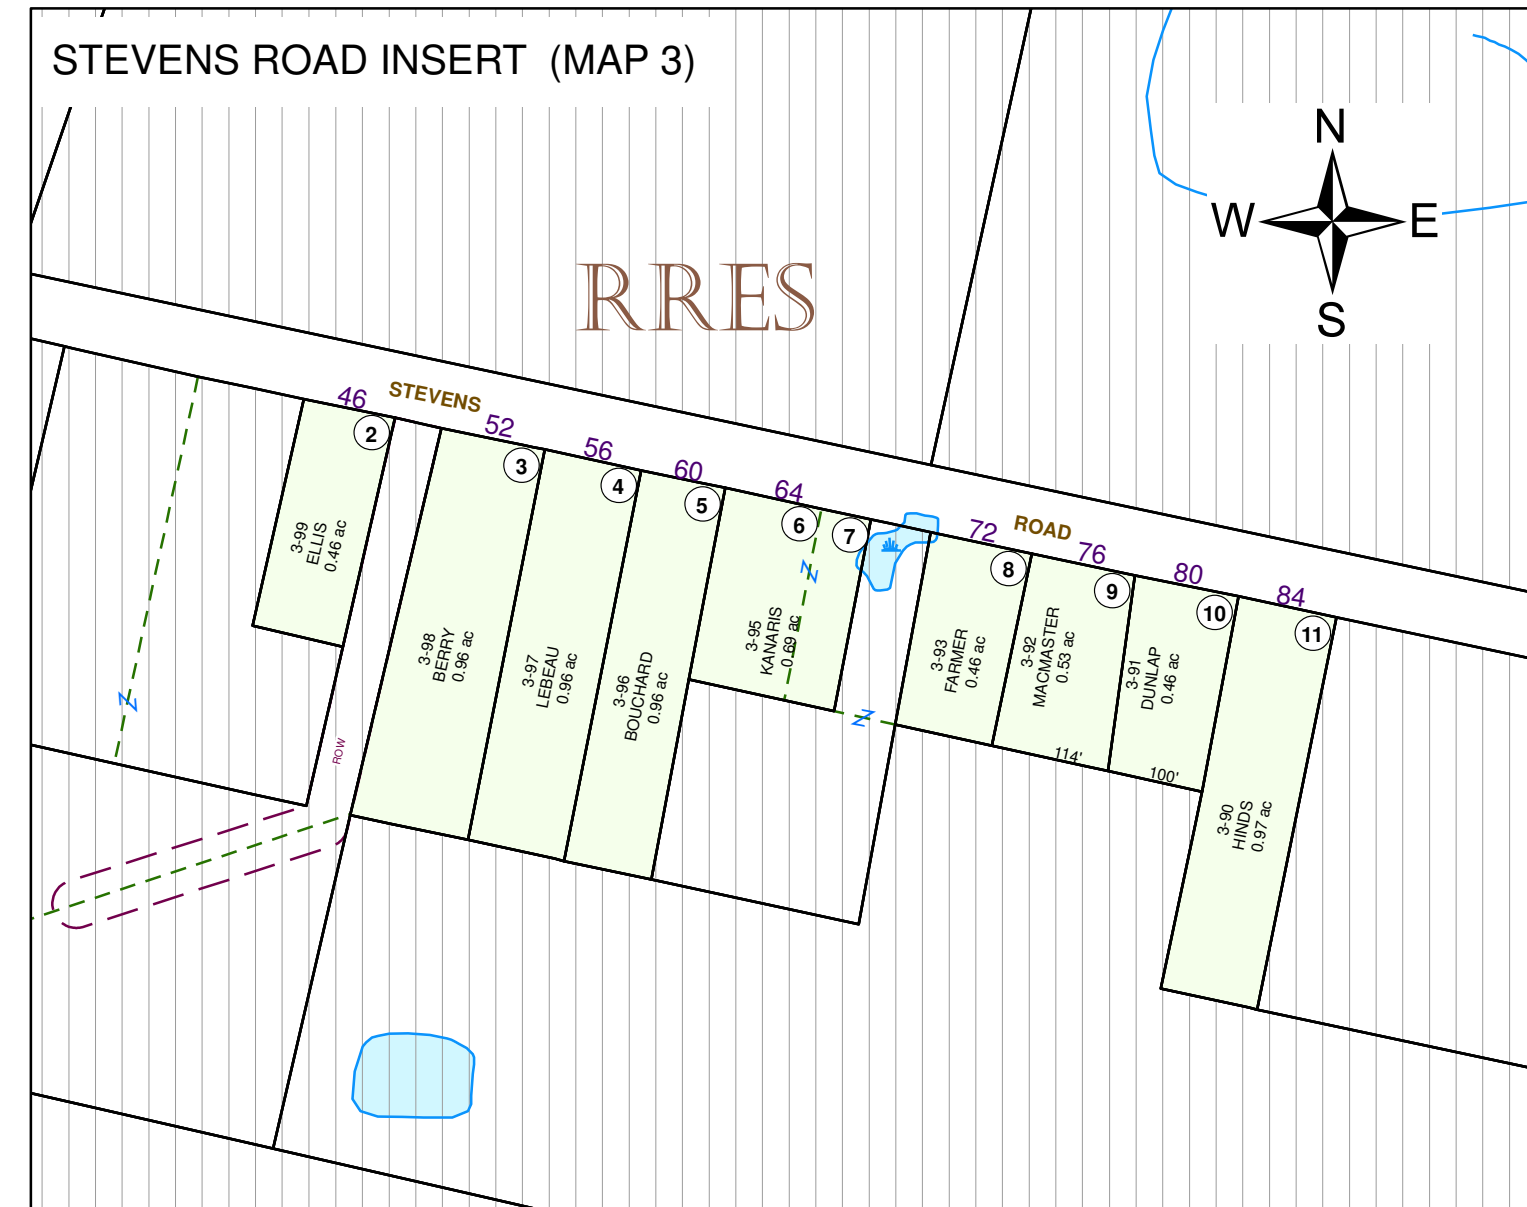 STEVENS ROAD INSERT (MAP 3)
N
W
E
S
RRES
STEVENS
ROAD
46
52
56
60
64
72
76
80
84
2
3
4
5
6
7
8
9
10
11
3-99
ELLIS
0.46 ac
3-98
BERRY
0.96 ac
3-97
LEBEAU
0.96 ac
3-96
BOUCHARD
0.96 ac
3-95
KANARIS
0.69 ac
3-93
FARMER
0.46 ac
3-92
MACMASTER
0.53 ac
3-91
DUNLAP
0.46 ac
3-90
HINDS
0.97 ac
114'
100'
ROW
Z
Z
Z